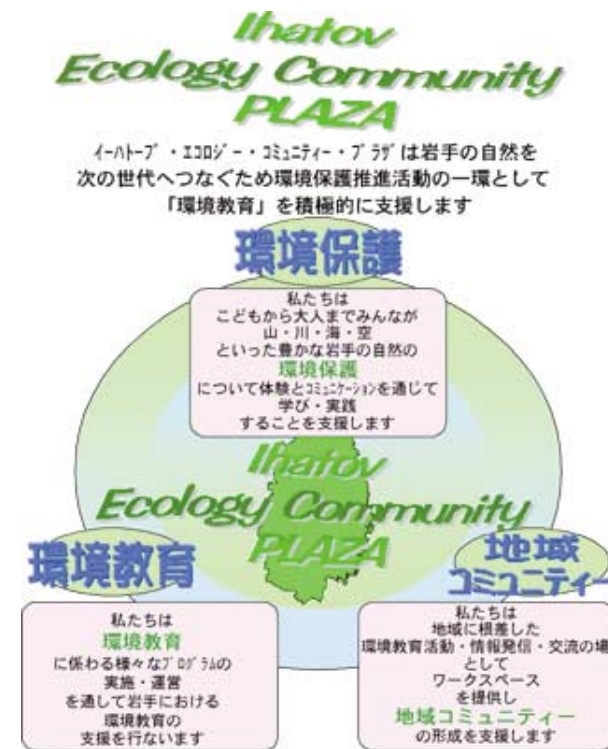 Ihatov
Ecology Community
PLAZA
ｲｰﾊﾄｰﾌﾞ・ｴｺﾛｼﾞｰ・ｺﾐｭﾆﾃｨｰ・ﾌﾟﾗｻﾞは岩手の自然を
次の世代へつなぐため環境保護推進活動の一環として
「環境教育」を積極的に支援します
環境保護
私たちは
こどもから大人までみんなが
山・川・海・空
といった豊かな岩手の自然の
環境保護
について体験とｺﾐｭﾆｹｰｼｮﾝを通じて
学び・実践
することを支援します
Ihatov
Ecology Community
PLAZA
環境教育
私たちは
環境教育
に係わる様々なﾌﾟﾛｸﾞﾗﾑの
実施・運営
を通して岩手における
環境教育の
支援を行ないます
地域
コミュニティー
私たちは
地域に根差した
環境教育活動・情報発信・交流の場
として
ワークスペース
を提供し
地域コミュニティー
の形成を支援します